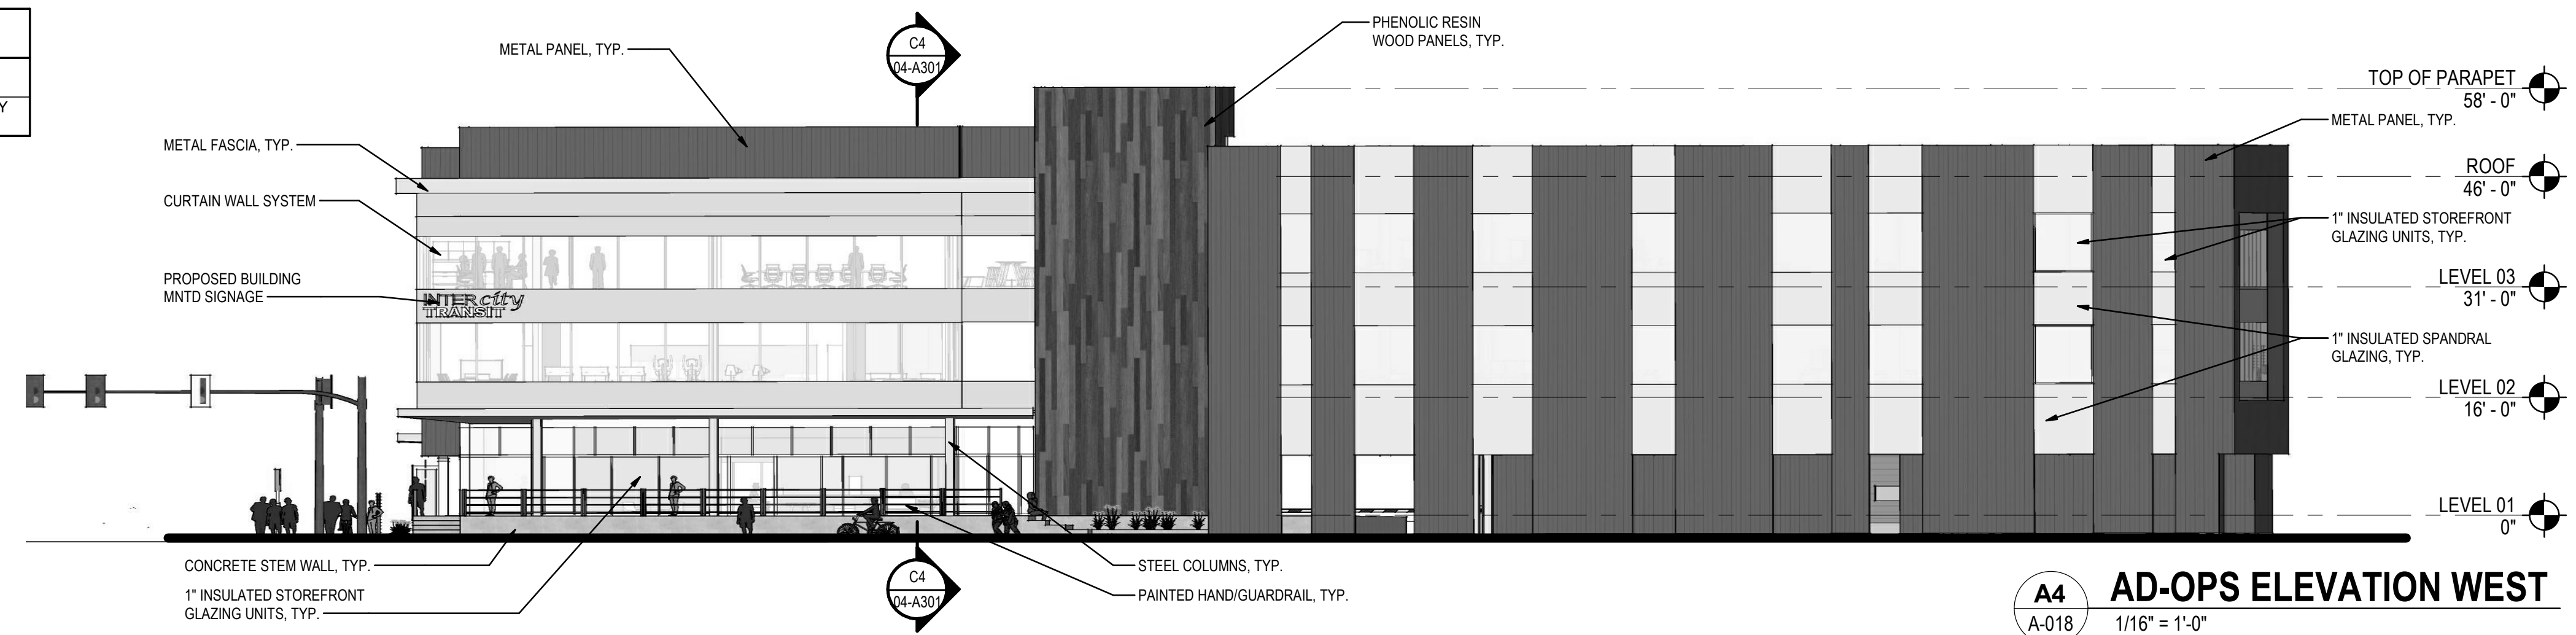 Y
METAL PANEL, TYP.
C4
04-A301
PHENOLIC RESIN
WOOD PANELS, TYP.
TOP OF PARAPET
58' - 0"
METAL PANEL, TYP.
METAL FASCIA, TYP.
ROOF
46' - 0"
CURTAIN WALL SYSTEM
1" INSULATED STOREFRONT
GLAZING UNITS, TYP.
PROPOSED BUILDING
MNTD SIGNAGE
INTERcity
TRANSIT
LEVEL 03
31' - 0"
1" INSULATED SPANDRAL
GLAZING, TYP.
LEVEL 02
16' - 0"
LEVEL 01
0"
CONCRETE STEM WALL, TYP.
1" INSULATED STOREFRONT
GLAZING UNITS, TYP.
C4
04-A301
STEEL COLUMNS, TYP.
PAINTED HAND/GUARDRAIL, TYP.
A4
A-018
AD-OPS ELEVATION WEST
1/16" = 1'-0"